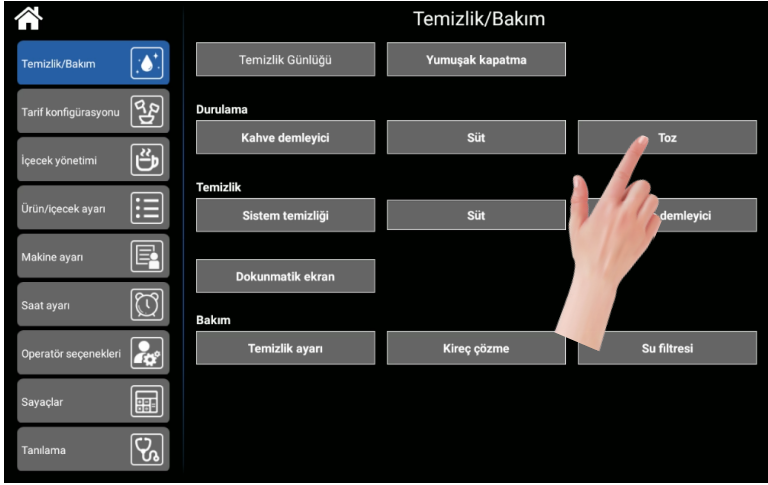 Temizlik/Bakım
Temizlik/Bakım
Temizlik Günlüğü
Yumuşak kapatma
Tarif konfigürasyonu
Durulama
Kahve demleyici
Süt
Toz
İçecek yönetimi
Temizlik
Ürün/içecek ayarı
Sistem temizliği
Süt
demleyici
Makine ayarı
Dokunmatik ekran
Saat ayarı
Bakım
Operatör seçenekleri
Temizlik ayarı
Kireç çözme
Su filtresi
Sayaçlar
Tanılama